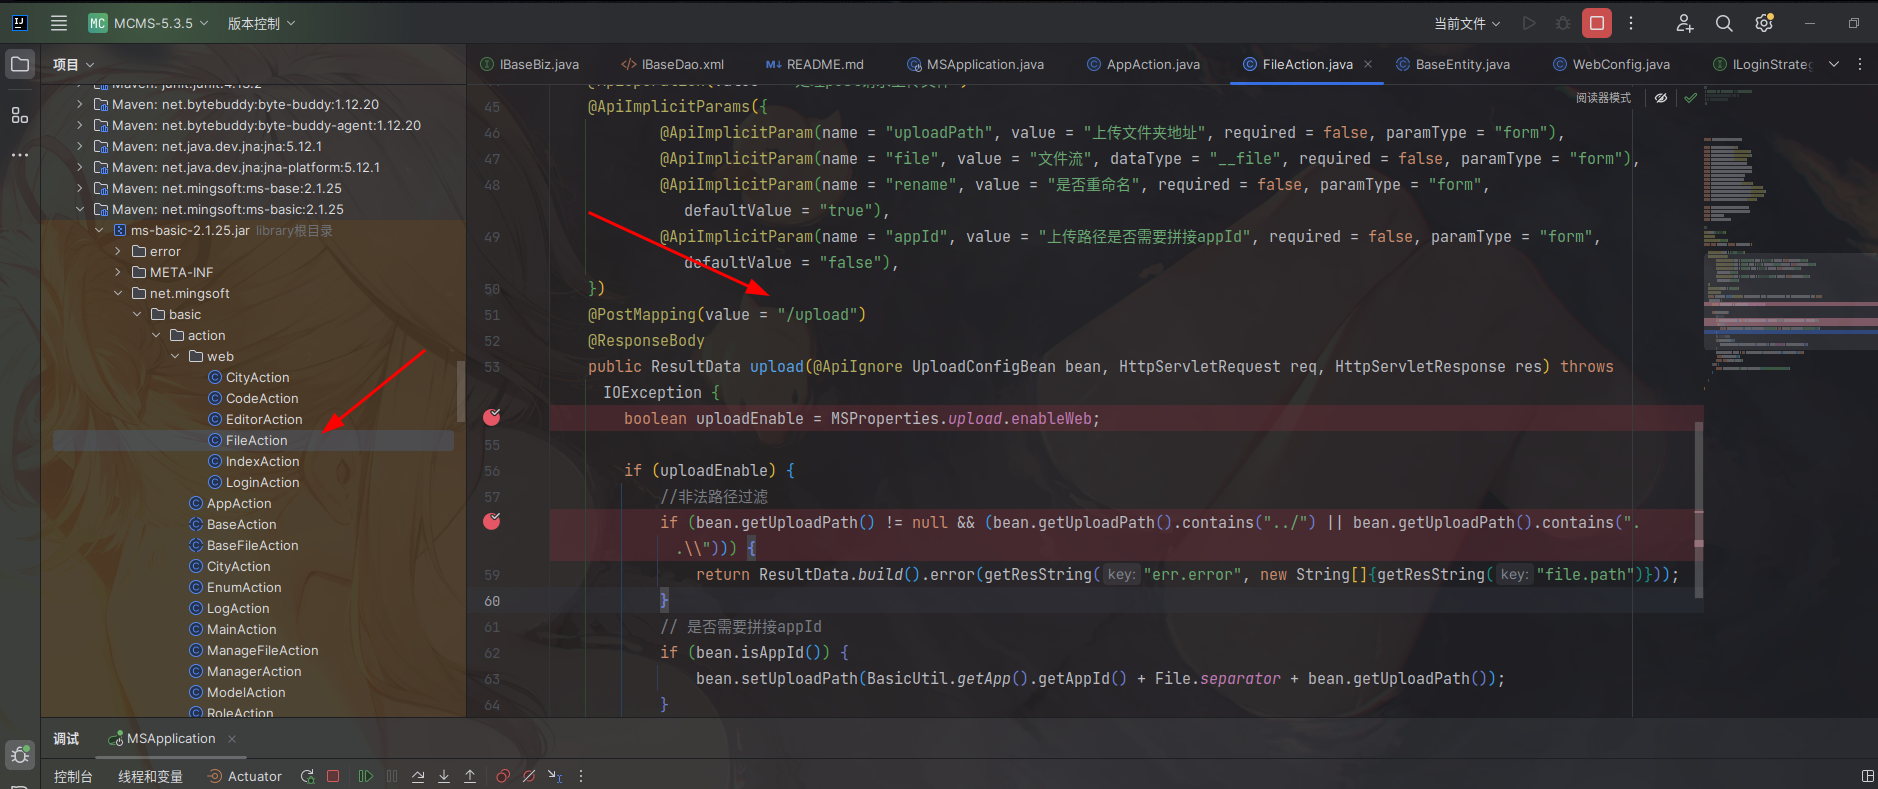 MC MCMS-5.3.5 版本控制 当前文件
项目
IBaseBiz.java IBaseDao.xml README.md MSApplication.java AppAction.java FileAction.java BaseEntity.java WebConfig.java ILoginStrate
Maven: junit:junit:4.13.2
Maven: net.bytebuddy:byte-buddy:1.12.20
Maven: net.bytebuddy:byte-buddy-agent:1.12.20
Maven: net.java.dev.jna:jna:5.12.1
Maven: net.java.dev.jna:jna-platform:5.12.1
Maven: net.mingsoft:ms-base:2.1.25
Maven: net.mingsoft:ms-basic:2.1.25
ms-basic-2.1.25.jar library根目录
error
META-INF
net.mingsoft
basic
action
web
CityAction
CodeAction
EditorAction
FileAction
IndexAction
LoginAction
AppAction
BaseAction
BaseFileAction
CityAction
EnumAction
LogAction
MainAction
ManageFileAction
ManagerAction
ModelAction
RoleAction
阅读器模式
45 @ApiImplicitParams({
46 @ApiImplicitParam(name = "uploadPath", value = "上传文件夹地址", required = false, paramType = "form"),
47 @ApiImplicitParam(name = "file", value = "文件流", dataType = "__file", required = false, paramType = "form"),
48 @ApiImplicitParam(name = "rename", value = "是否重命名", required = false, paramType = "form",
defaultValue = "true"),
49 @ApiImplicitParam(name = "appId", value = "上传路径是否需要拼接appId", required = false, paramType = "form",
defaultValue = "false"),
50 })
51 @PostMapping(value = "/upload")
52 @ResponseBody
53 public ResultData upload(@ApiIgnore UploadConfigBean bean, HttpServletRequest req, HttpServletResponse res) throws
IOException {
boolean uploadEnable = MSProperties.upload.enableWeb;
55
56 if (uploadEnable) {
57 //非法路径过滤
if (bean.getUploadPath() != null && (bean.getUploadPath().contains("../") || bean.getUploadPath().contains(".
.\\"))) {
59 return ResultData.build().error(getResString( key: "err.error", new String[]{getResString( key: "file.path")}));
60 }
61 // 是否需要拼接appId
62 if (bean.isAppId()) {
63 bean.setUploadPath(BasicUtil.getApp().getAppId() + File.separator + bean.getUploadPath());
64 }
调试 MSApplication
控制台 线程和变量 Actuator